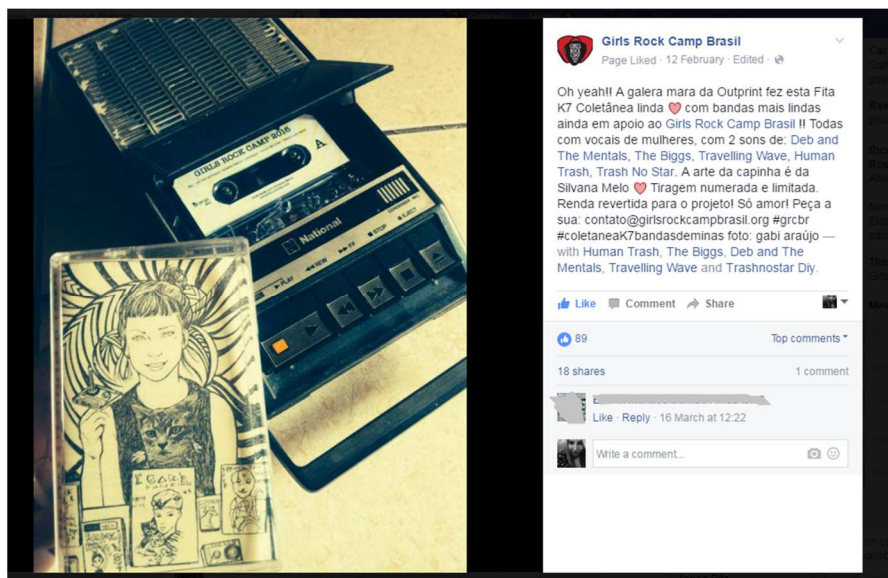 GIRLS ROCK CAMP 2016
A
National
PLAY
◄◄REW
►►FF
■ STOP
▲ EJECT
Girls Rock Camp Brasil
Page Liked · 12 February · Edited ·
Oh yeah!! A galera mara da Outprint fez esta Fita
K7 Coletânea linda ❤ com bandas mais lindas
ainda em apoio ao Girls Rock Camp Brasil !! Todas
com vocais de mulheres, com 2 sons de: Deb and
The Mentals, The Biggs, Travelling Wave, Human
Trash, Trash No Star. A arte da capinha é da
Silvana Melo ❤ Tiragem numerada e limitada.
Renda revertida para o projeto! Só amor! Peça a
sua: contato@girlsrockcampbrasil.org #grcbr
#coletaneaK7bandasdeminas foto: gabi araújo —
with Human Trash, The Biggs, Deb and The
Mentals, Travelling Wave and Trashnostar Diy.
Like Comment Share
89
Top comments
18 shares
1 comment
Like · Reply · 16 March at 12:22
Write a comment...